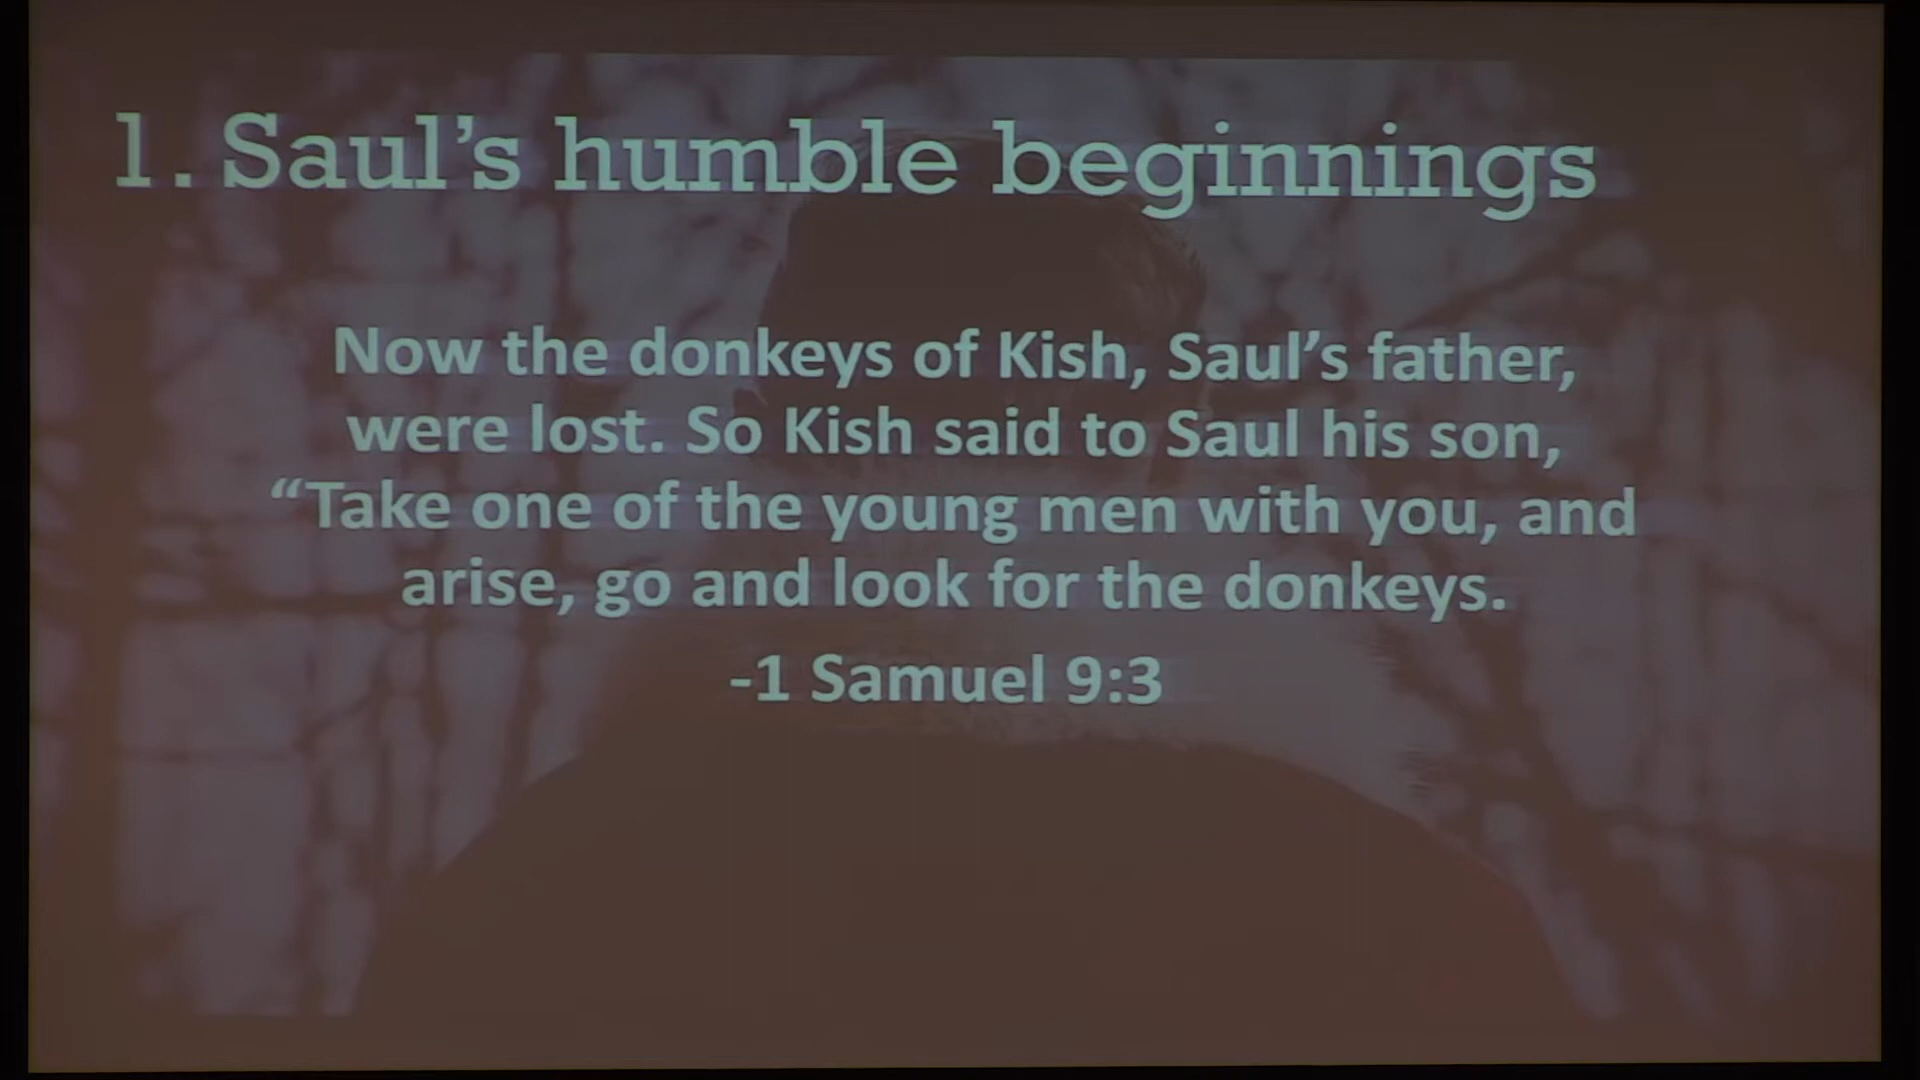 1. Saul’s humble beginnings
Now the donkeys of Kish, Saul’s father,
were lost. So Kish said to Saul his son,
“Take one of the young men with you, and
arise, go and look for the donkeys.
-1 Samuel 9:3